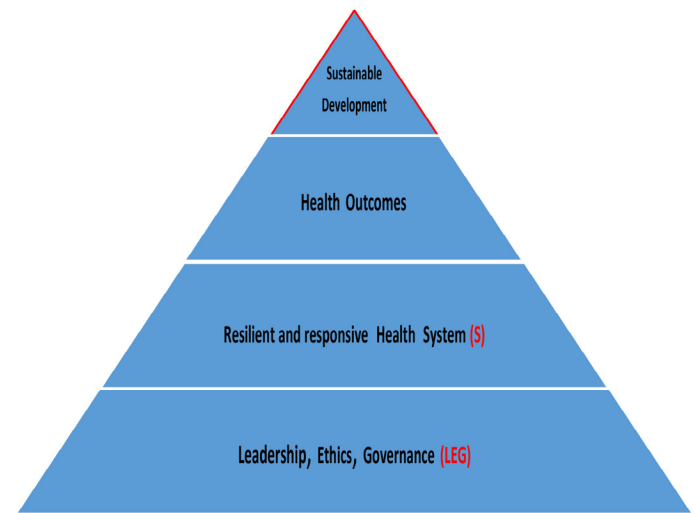 Sustainable
Development
Health Outcomes
Resilient and responsive Health System (S)
Leadership, Ethics, Governance (LEG)